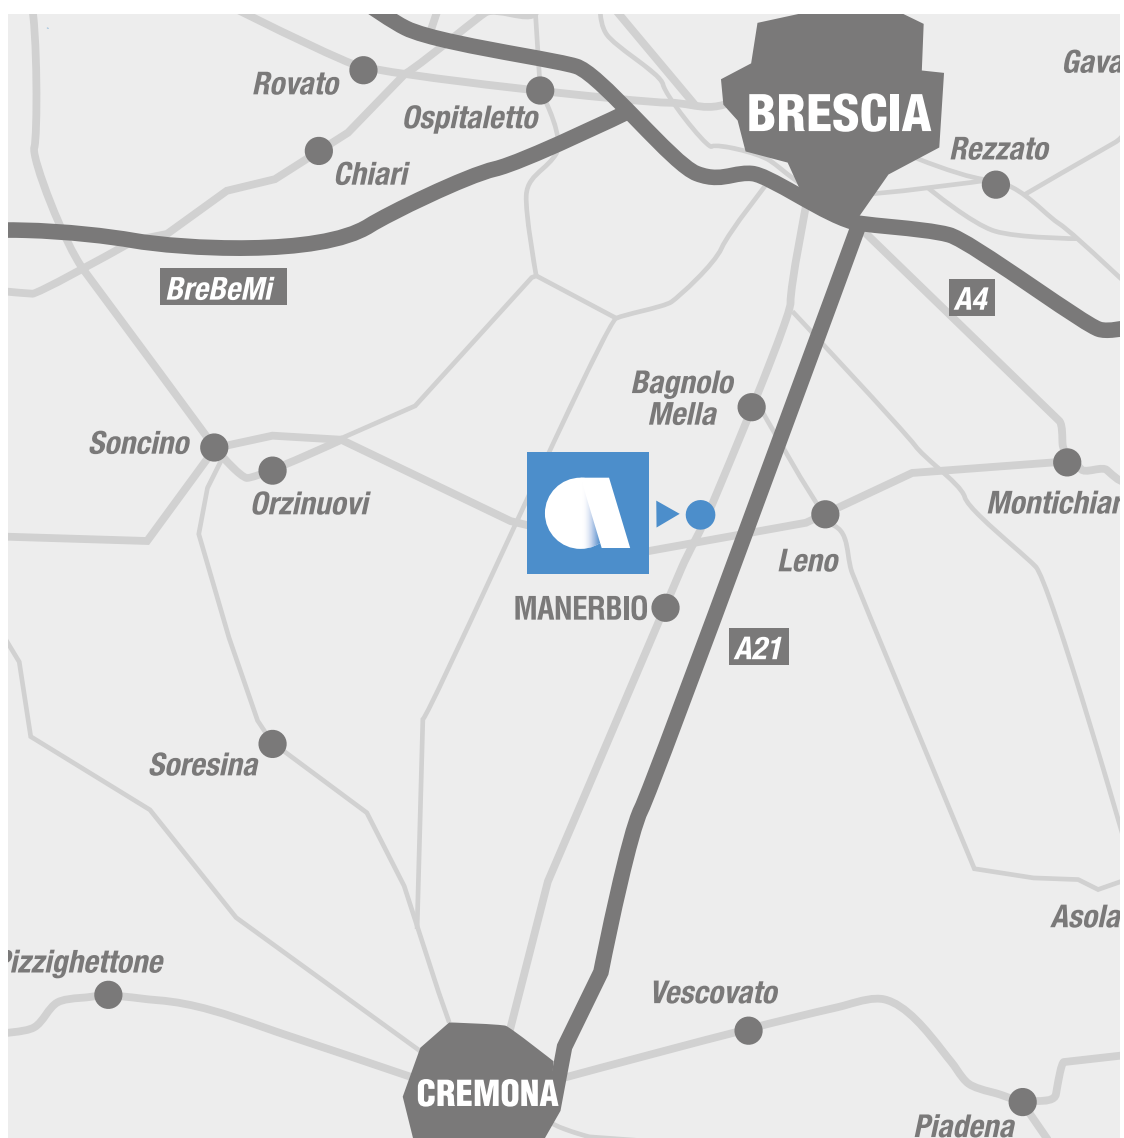 Gava
Rovato
BRESCIA
Ospitaletto
Rezzato
Chiari
BreBeMi
A4
Bagnolo
Mella
Soncino
Orzinuovi
Montichiar
Leno
MANERBIO
A21
Soresina
Asola
Pizzighettone
Vescovato
CREMONA
Piadena